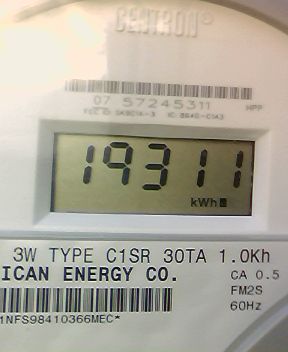 CENTRON®
07 57245311
HPP
19311
kWh
3W TYPE C1SR 30TA 1.0Kh
ICAN ENERGY CO.
CA 0.5
FM2S
60Hz
1NFS98410366MEC*